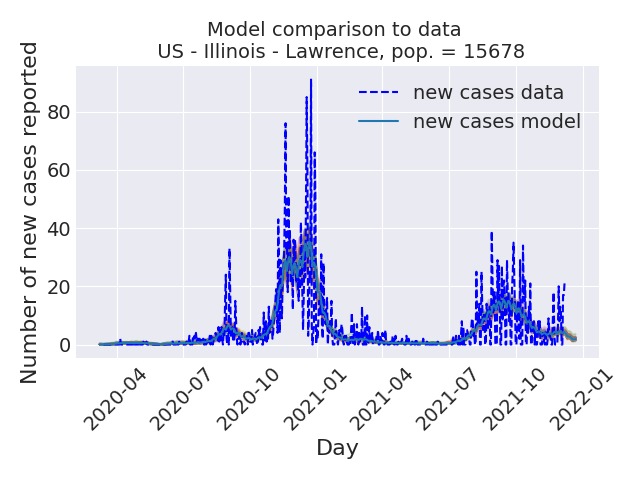 Model comparison to data
US - Illinois - Lawrence, pop. = 15678
new cases data
new cases model
Number of new cases reported
80
60
40
20
0
2020-04
2020-07
2020-10
2021-01
2021-04
2021-07
2021-10
2022-01
Day